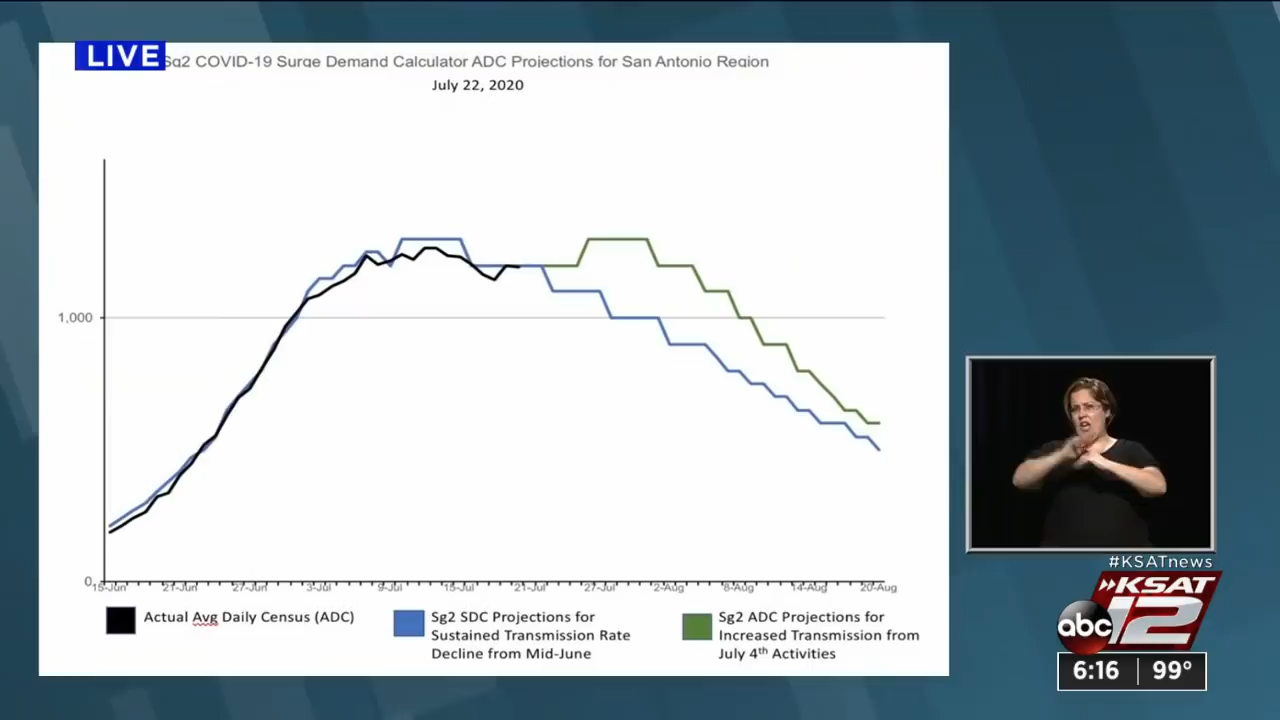 LIVE
Sg2 COVID-19 Surge Demand Calculator ADC Projections for San Antonio Region
July 22, 2020
1,000
0
15-Jun 21-Jun 27-Jun 3-Jul 9-Jul 15-Jul 21-Jul 27-Jul 2-Aug 8-Aug 14-Aug 20-Aug
Actual Avg Daily Census (ADC)
Sg2 SDC Projections for
Sustained Transmission Rate
Decline from Mid-June
Sg2 ADC Projections for
Increased Transmission from
July 4th Activities
#KSATnews
KSAT
abc 12
6:16 99°